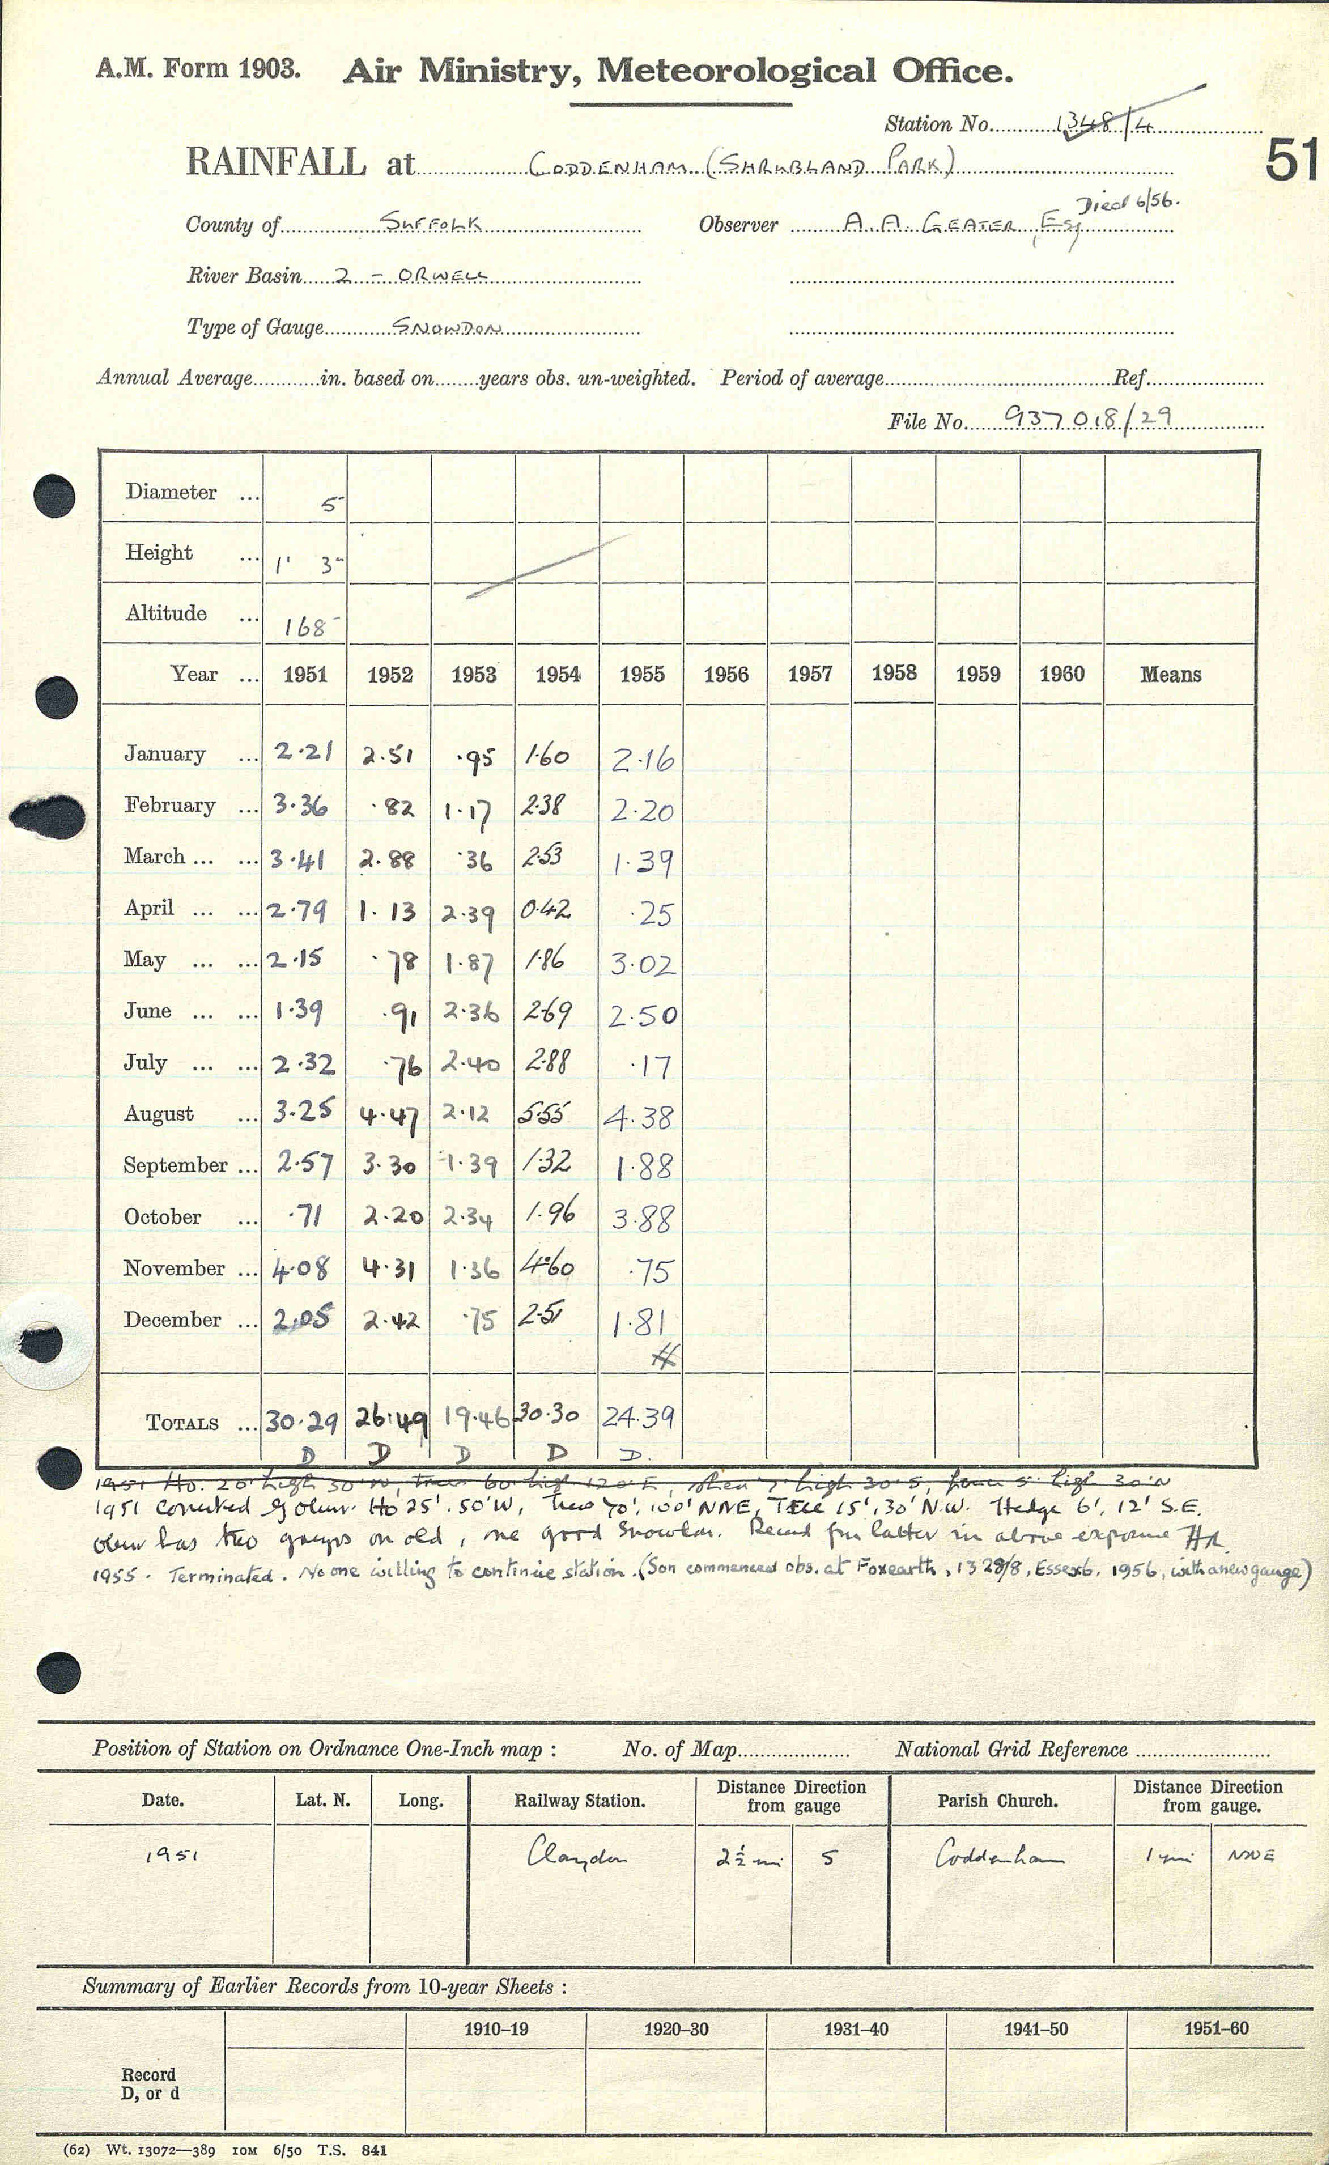 A.M. Form 1903. Air Ministry, Meteorological Office.
Station No. 1348/4
51
RAINFALL at CODDENHAM (SHRUBLAND PARK)
Died 6/56.
County of SUFFOLK Observer A. A. GEATER, Esq
River Basin 2 - ORWELL
Type of Gauge SNOWDON
Annual Average in. based on years obs. un-weighted. Period of average Ref.
File No. 937018/29
Diameter ... 5
Height ... 1' 3"
Altitude ... 168
Year ... 1951 1952 1953 1954 1955 1956 1957 1958 1959 1960 Means
January ... 2.21 2.51 .95 1.60 2.16
February ... 3.36 .82 1.17 2.38 2.20
March ... ... 3.41 2.88 .36 2.53 1.39
April ... ... 2.79 1.13 2.39 0.42 .25
May ... ... 2.15 .78 1.87 1.86 3.02
June ... ... 1.39 .91 2.36 2.69 2.50
July ... ... 2.32 .76 2.40 2.88 .17
August ... 3.25 4.47 2.12 5.55 4.38
September ... 2.57 3.30 1.39 1.32 1.88
October ... .71 2.20 2.34 1.96 3.88
November ... 4.08 4.31 1.36 4.60 .75
December ... 2.05 2.42 .75 2.51 1.81
TOTALS ... 30.29 26.49 19.46 30.30 24.39
D D D D D.
1951 Ho. 20' high 30' W, trees 60' high 120' E, 7' high 30' S, 5' high 30' N
1951 Corrected by obsvr. Ho 25', 50' W, Trees 70', 100' NNE, TREE 15', 30' N.W. Hedge 6', 12' S.E.
obsvr has two gauges an old, one good Snowdon. Record from latter in above exposure
1955. Terminated. No one willing to continue station. (Son commenced obs. at Foxearth, 1328/8, Essex 6. 1956, with a new gauge)
Position of Station on Ordnance One-Inch map : No. of Map National Grid Reference
Date. Lat. N. Long. Railway Station. Distance from gauge Direction Parish Church. Distance from gauge. Direction
1951 Claydon 2½ mi S Coddenham 1 mi NNE
Summary of Earlier Records from 10-year Sheets :
1910–19 1920–30 1931–40 1941–50 1951–60
Record
D, or d
(62) Wt. 13072—389 10M 6/50 T.S. 841